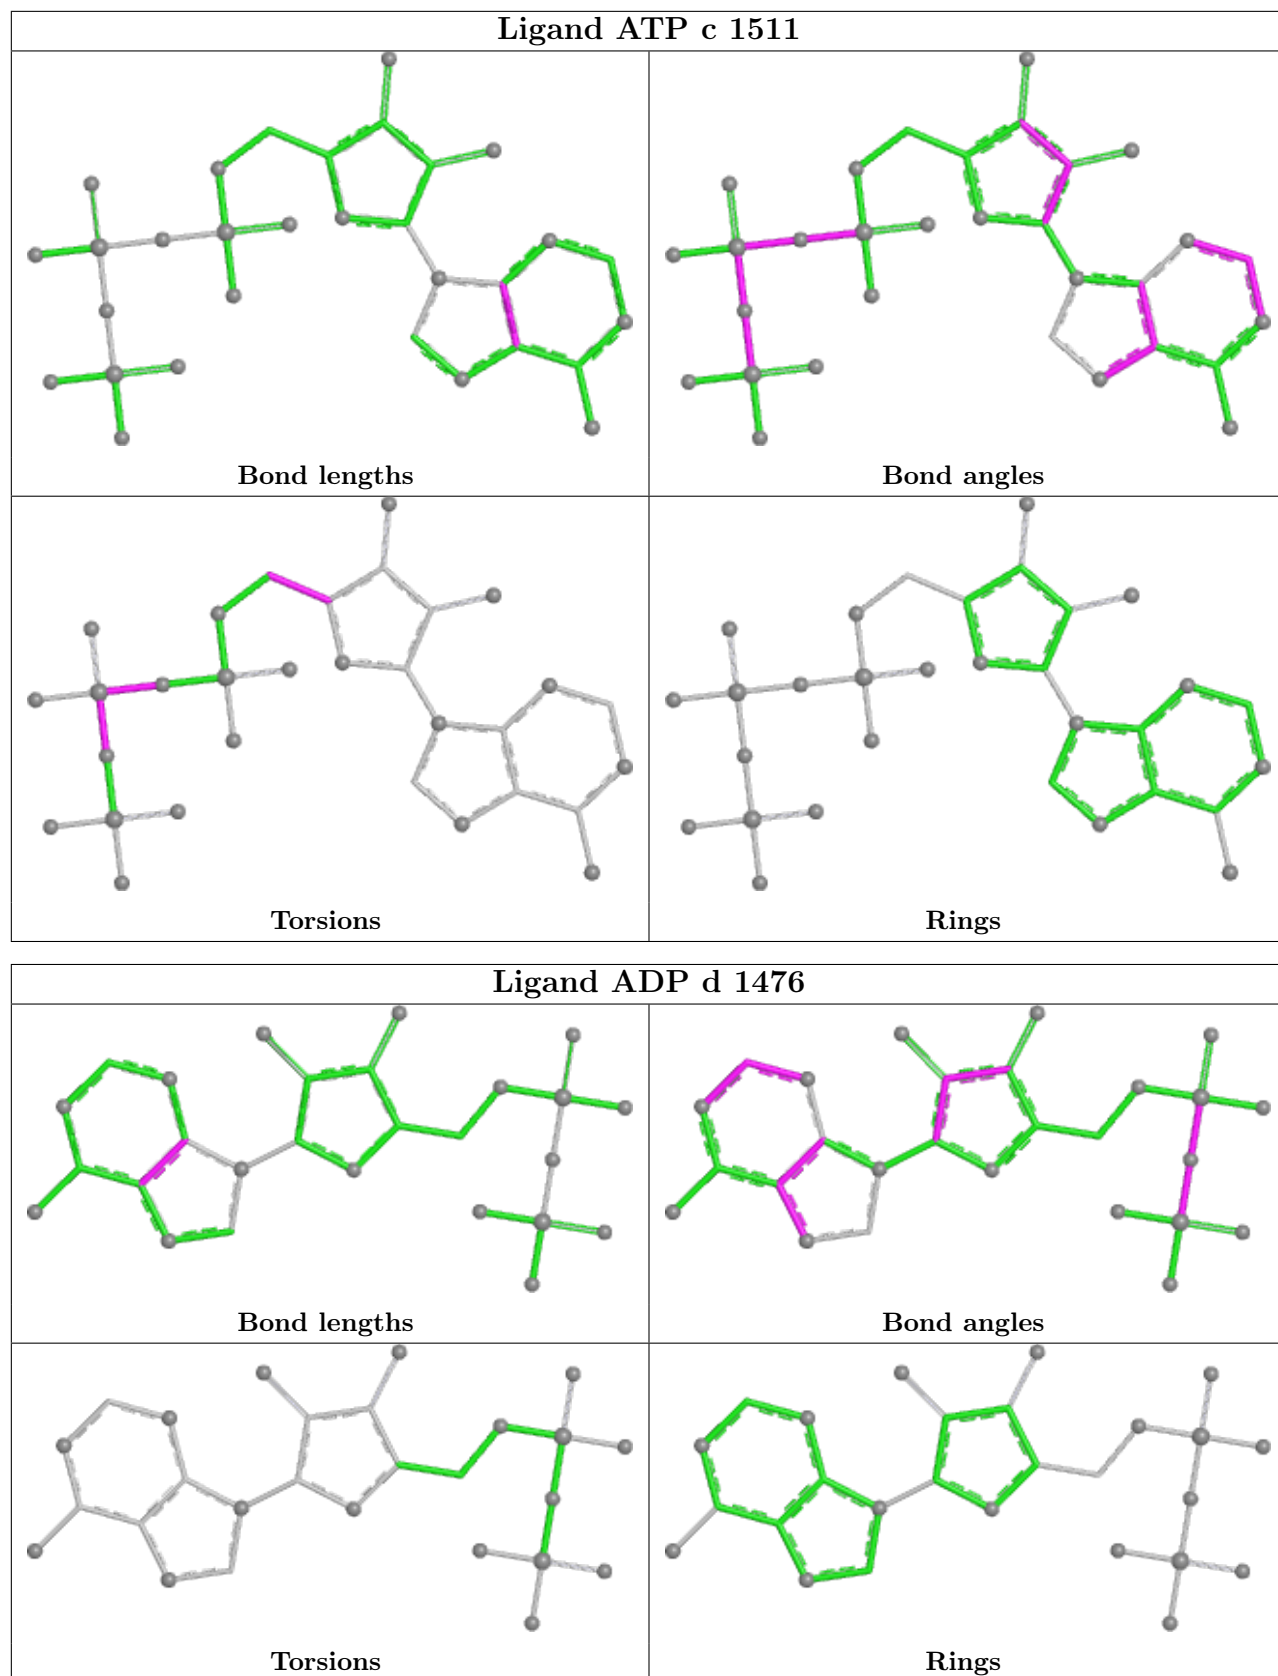 Ligand ATP c 1511
Bond lengths
Bond angles
Torsions
Rings
Ligand ADP d 1476
Bond lengths
Bond angles
Torsions
Rings